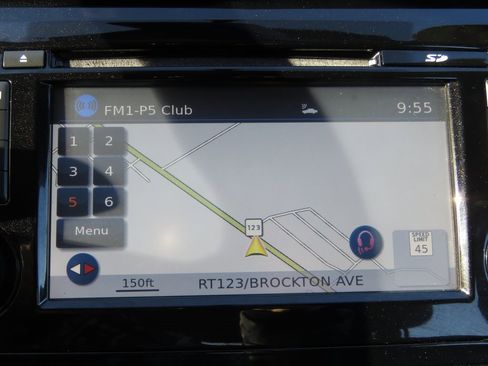 SD
FM1-P5 Club
9:55
1 2
3 4
5 6
Menu
123
SPEED
LIMIT
45
150ft
RT123/BROCKTON AVE